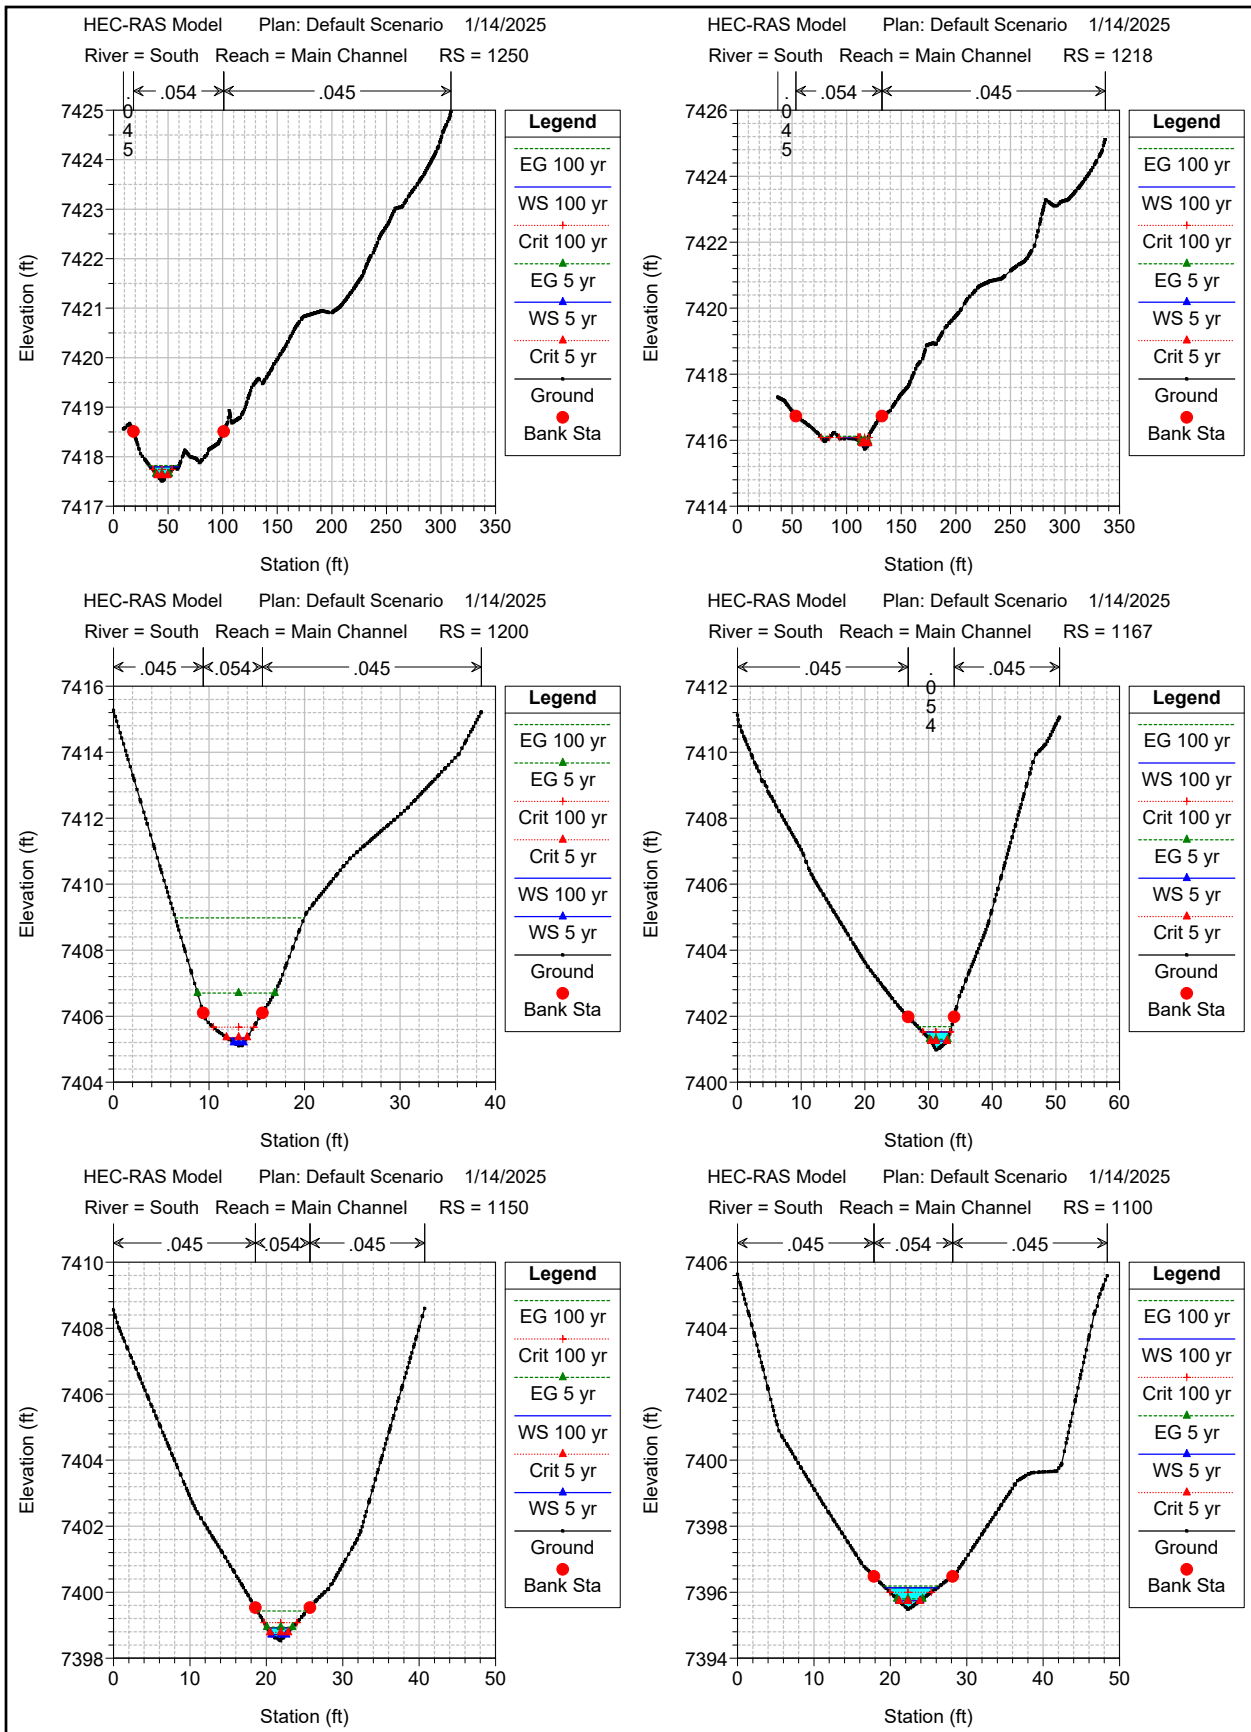 HEC-RAS Model Plan: Default Scenario 1/14/2025
River = South Reach = Main Channel RS = 1250
.045
.054
.045
7425
7424
7423
7422
7421
7420
7419
7418
7417
Elevation (ft)
0 50 100 150 200 250 300 350
Station (ft)
Legend
EG 100 yr
WS 100 yr
Crit 100 yr
EG 5 yr
WS 5 yr
Crit 5 yr
Ground
Bank Sta
HEC-RAS Model Plan: Default Scenario 1/14/2025
River = South Reach = Main Channel RS = 1218
.045
.054
.045
7426
7424
7422
7420
7418
7416
7414
Elevation (ft)
0 50 100 150 200 250 300 350
Station (ft)
Legend
EG 100 yr
WS 100 yr
Crit 100 yr
EG 5 yr
WS 5 yr
Crit 5 yr
Ground
Bank Sta
HEC-RAS Model Plan: Default Scenario 1/14/2025
River = South Reach = Main Channel RS = 1200
.045
.054
.045
7416
7414
7412
7410
7408
7406
7404
Elevation (ft)
0 10 20 30 40
Station (ft)
Legend
EG 100 yr
EG 5 yr
Crit 100 yr
Crit 5 yr
WS 100 yr
WS 5 yr
Ground
Bank Sta
HEC-RAS Model Plan: Default Scenario 1/14/2025
River = South Reach = Main Channel RS = 1167
.045
.054
.045
7412
7410
7408
7406
7404
7402
7400
Elevation (ft)
0 10 20 30 40 50 60
Station (ft)
Legend
EG 100 yr
WS 100 yr
Crit 100 yr
EG 5 yr
WS 5 yr
Crit 5 yr
Ground
Bank Sta
HEC-RAS Model Plan: Default Scenario 1/14/2025
River = South Reach = Main Channel RS = 1150
.045
.054
.045
7410
7408
7406
7404
7402
7400
7398
Elevation (ft)
0 10 20 30 40 50
Station (ft)
Legend
EG 100 yr
Crit 100 yr
EG 5 yr
WS 100 yr
Crit 5 yr
WS 5 yr
Ground
Bank Sta
HEC-RAS Model Plan: Default Scenario 1/14/2025
River = South Reach = Main Channel RS = 1100
.045
.054
.045
7406
7404
7402
7400
7398
7396
7394
Elevation (ft)
0 10 20 30 40 50
Station (ft)
Legend
EG 100 yr
WS 100 yr
Crit 100 yr
EG 5 yr
WS 5 yr
Crit 5 yr
Ground
Bank Sta